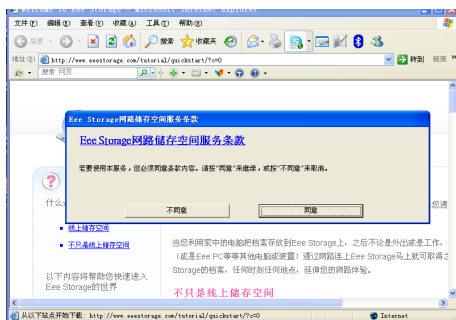 Welcome To Eee Storage - Microsoft Internet Explorer
文件(F) 编辑(E) 查看(V) 收藏(A) 工具(T) 帮助(H)
后退 搜索 收藏夹
地址(D) http://www.eeestorage.com/tutorial/quickstart/?c=0 转到 链接 »
搜索 网页
Eee Storage网路储存空间服务条款
Eee Storage网路储存空间服务条款
若要使用本服务，您必须同意条款内容。请按"同意"来继续，或按"不同意"来取消。
不同意 同意
什么
您透
线上储存空间
不只是线上储存空间
当您利用家中的电脑把档案存放到Eee Storage上，之后不论是外出或是工作，
（或是Eee PC等等其他电脑或装置）透过网路连上Eee Storage马上就可取得之
Storage的档案，任何时刻任何地点，延伸您的网路体验。
以下内容将帮助您快速进入
Eee Storage的世界
不只是线上储存空间
从以下站点开始下载: http://www.eeestorage.com/tutorial/quickstart/?c=0 Internet